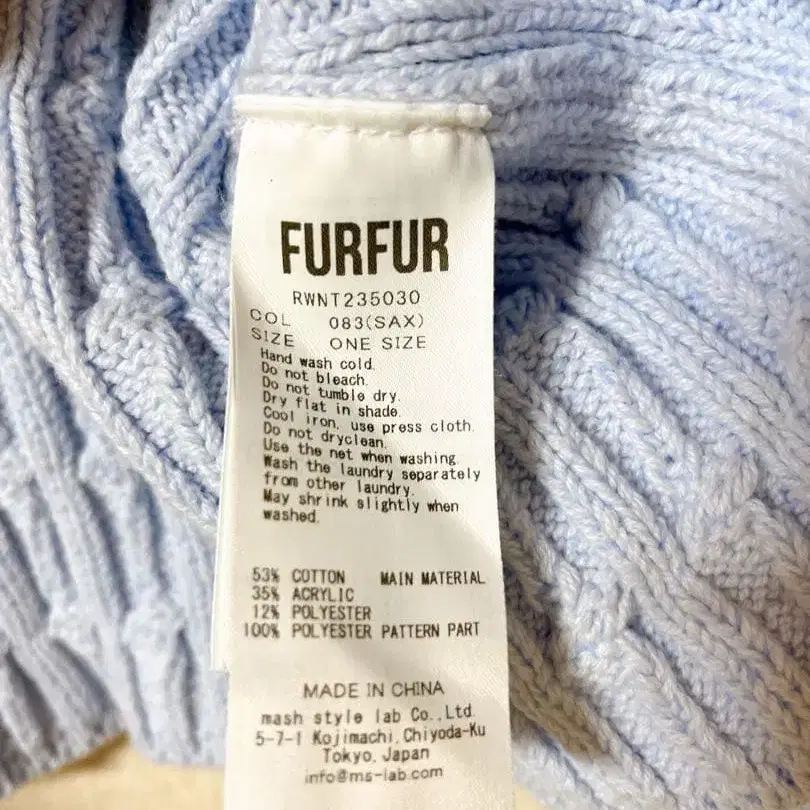 FURFUR
RWNT235030
COL 083(SAX)
SIZE ONE SIZE
Hand wash cold.
Do not bleach.
Do not tumble dry.
Dry flat in shade.
Cool iron, use press cloth.
Do not dryclean.
Use the net when washing.
Wash the laundry separately
from other laundry.
May shrink slightly when
washed.
53% COTTON MAIN MATERIAL
35% ACRYLIC
12% POLYESTER
100% POLYESTER PATTERN PART
MADE IN CHINA
mash style lab Co.,Ltd.
5-7-1 Kojimachi,Chiyoda-Ku
Tokyo,Japan
info@ms-lab.com